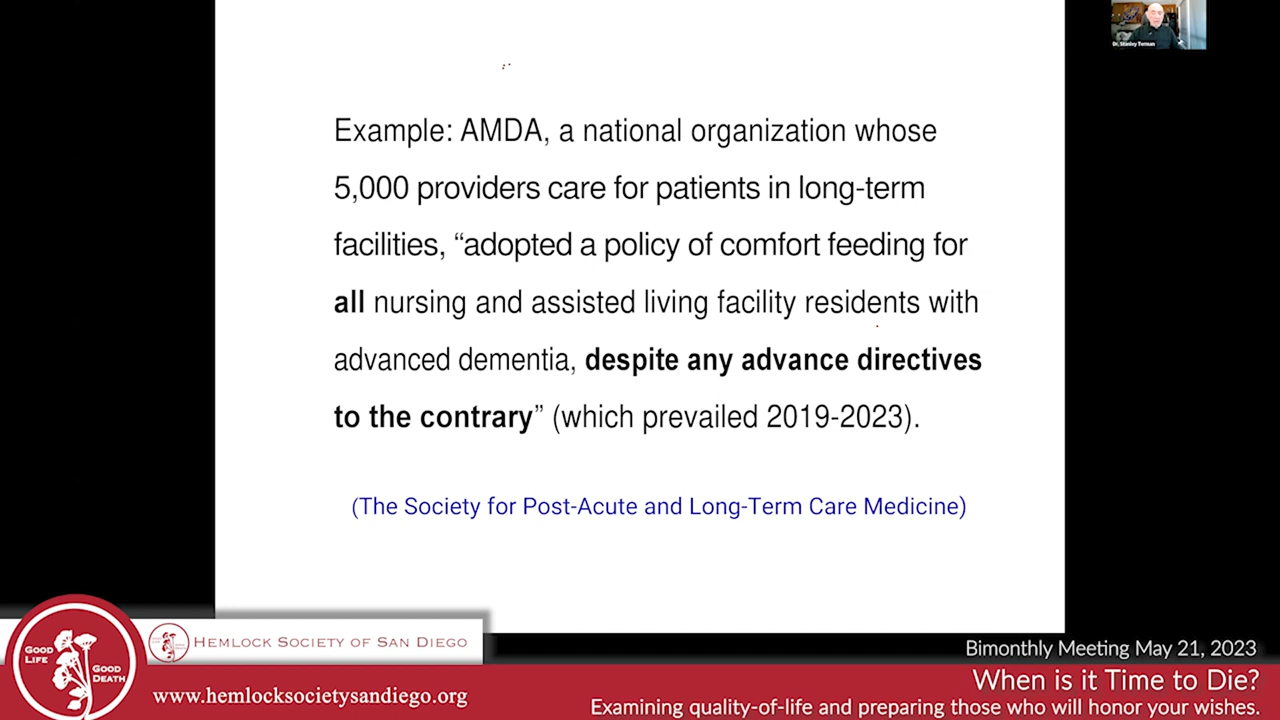 Dr. Stanley Terman
Example: AMDA, a national organization whose
5,000 providers care for patients in long-term
facilities, “adopted a policy of comfort feeding for
all nursing and assisted living facility residents with
advanced dementia, despite any advance directives
to the contrary” (which prevailed 2019-2023).
(The Society for Post-Acute and Long-Term Care Medicine)
GOOD
LIFE
GOOD
DEATH
HEMLOCK SOCIETY OF SAN DIEGO
www.hemlocksocietysandiego.org
Bimonthly Meeting May 21, 2023
When is it Time to Die?
Examining quality-of-life and preparing those who will honor your wishes.